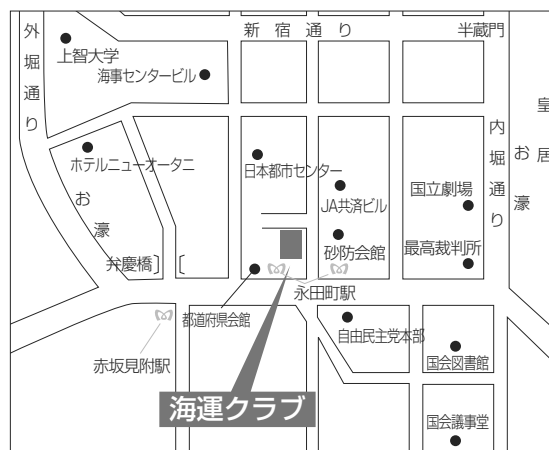 外堀通り
新宿通り
半蔵門
上智大学
海事センタービル
皇居
内堀通り
お濠
ホテルニューオータニ
日本都市センター
JA共済ビル
国立劇場
お濠
砂防会館
最高裁判所
弁慶橋
永田町駅
都道府県会館
自由民主党本部
赤坂見附駅
国会図書館
海運クラブ
国会議事堂